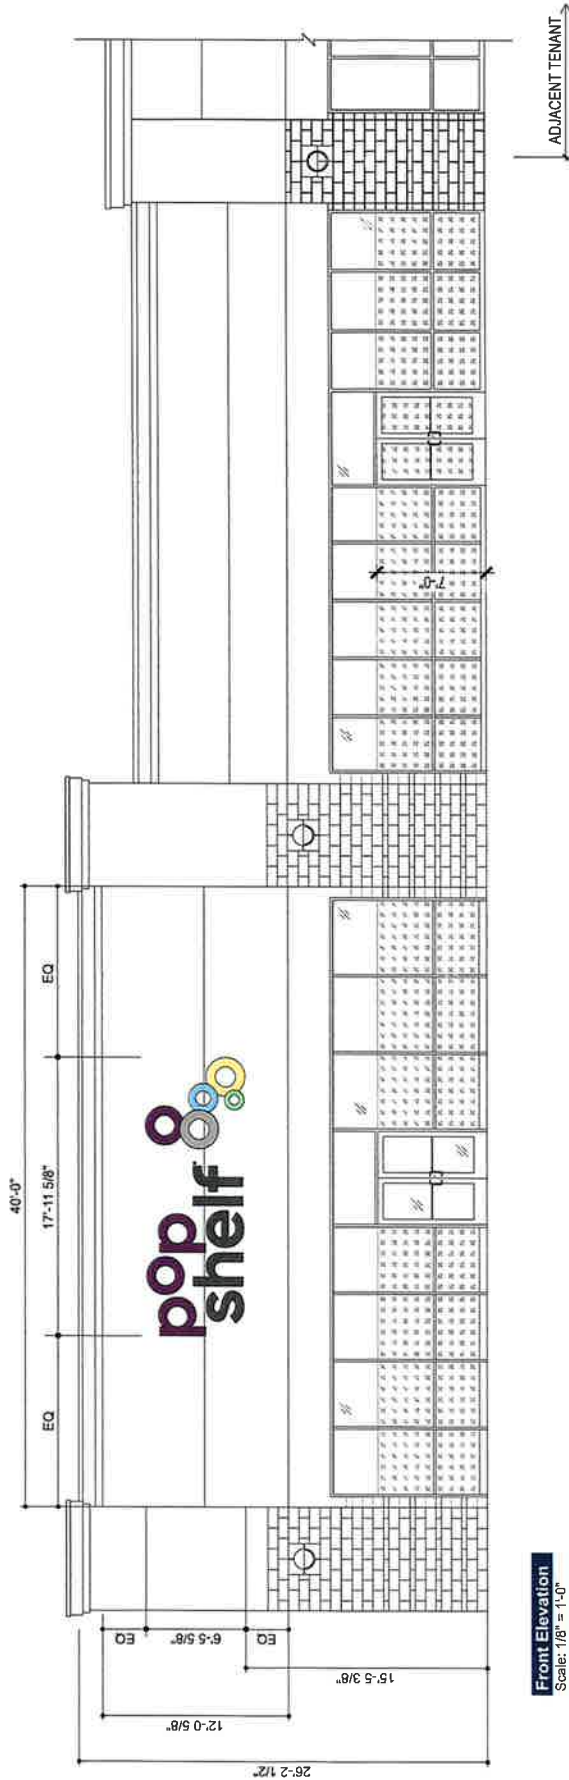 40'-0"
EQ
17'-11 5/8"
EQ
pop
shelf
26'-2 1/2"
12'-0 5/8"
EQ
6'-5 5/8"
EQ
15'-5 3/8"
7'-0"
ADJACENT TENANT
Front Elevation
Scale: 1/8" = 1'-0"